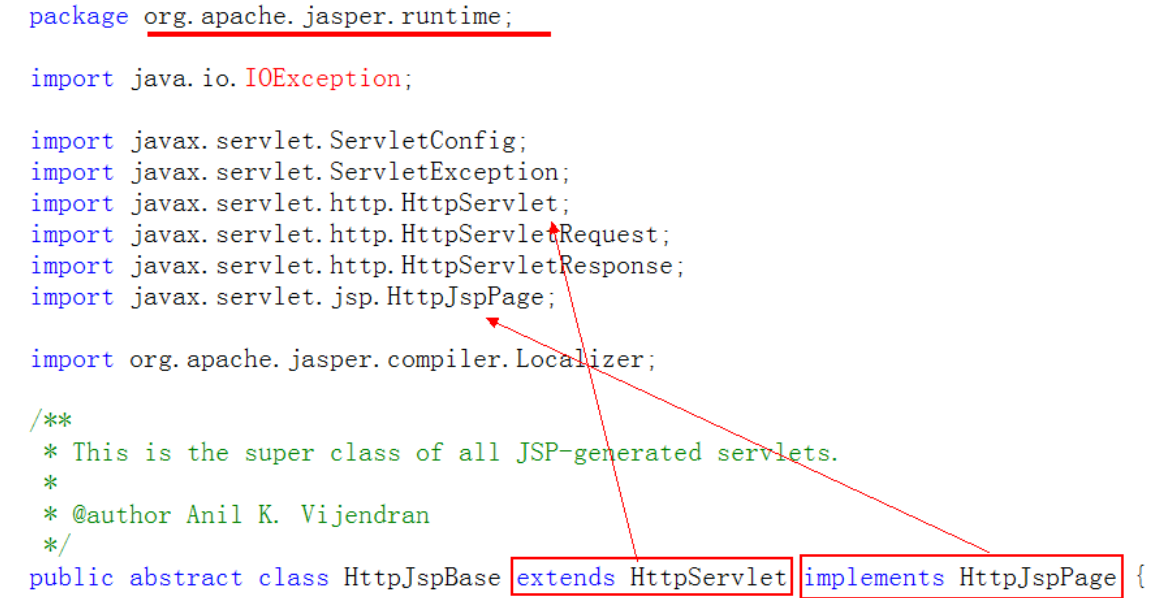 package org.apache.jasper.runtime;
import java.io.IOException;
import javax.servlet.ServletConfig;
import javax.servlet.ServletException;
import javax.servlet.http.HttpServlet;
import javax.servlet.http.HttpServletRequest;
import javax.servlet.http.HttpServletResponse;
import javax.servlet.jsp.HttpJspPage;
import org.apache.jasper.compiler.Localizer;
/**
 * This is the super class of all JSP-generated servlets.
 *
 * @author Anil K. Vijendran
 */
public abstract class HttpJspBase extends HttpServlet implements HttpJspPage {